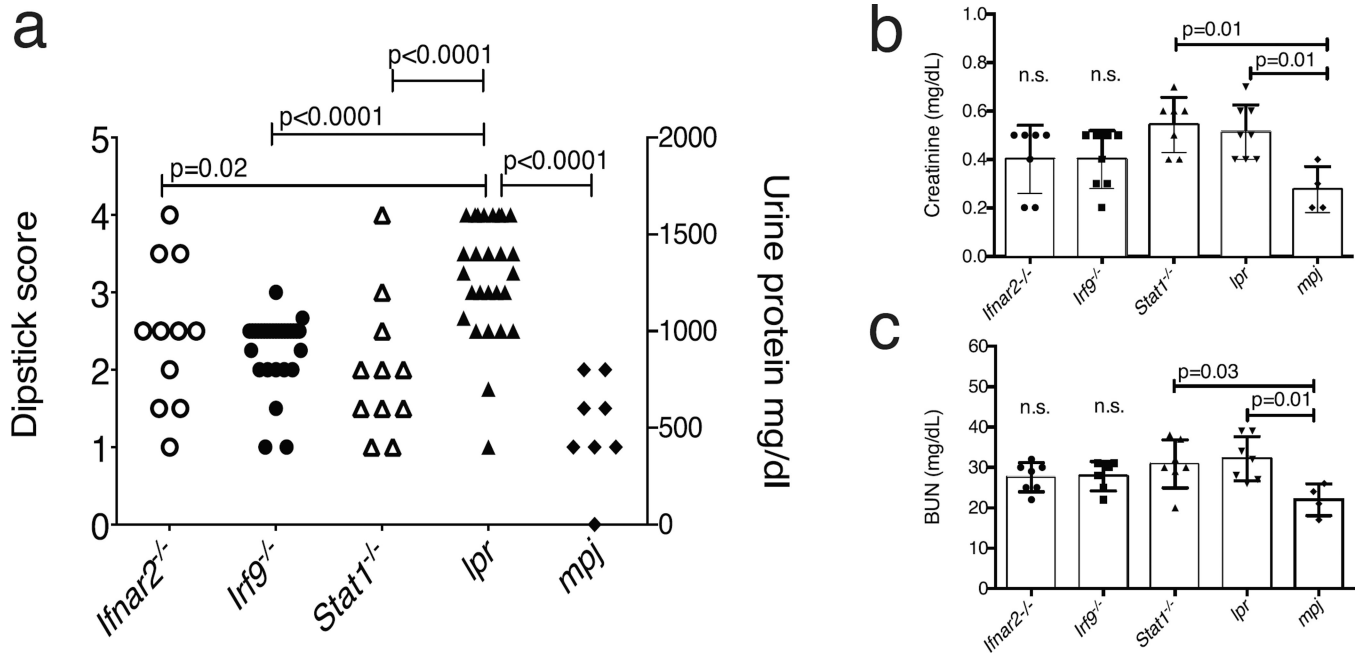 a
p<0.0001
p<0.0001
p=0.02
p<0.0001
Dipstick score
5
4
3
2
1
0
2000
1500
1000
500
0
Urine protein mg/dl
Ifnar2-/-
Irf9-/-
Stat1-/-
lpr
mpj
b
Creatinine (mg/dL)
1.0
0.8
0.6
0.4
0.2
0.0
n.s.
n.s.
p=0.01
p=0.01
Ifnar2-/-
Irf9-/-
Stat1-/-
lpr
mpj
c
BUN (mg/dL)
60
50
40
30
20
10
0
n.s.
n.s.
p=0.03
p=0.01
Ifnar2-/-
Irf9-/-
Stat1-/-
lpr
mpj